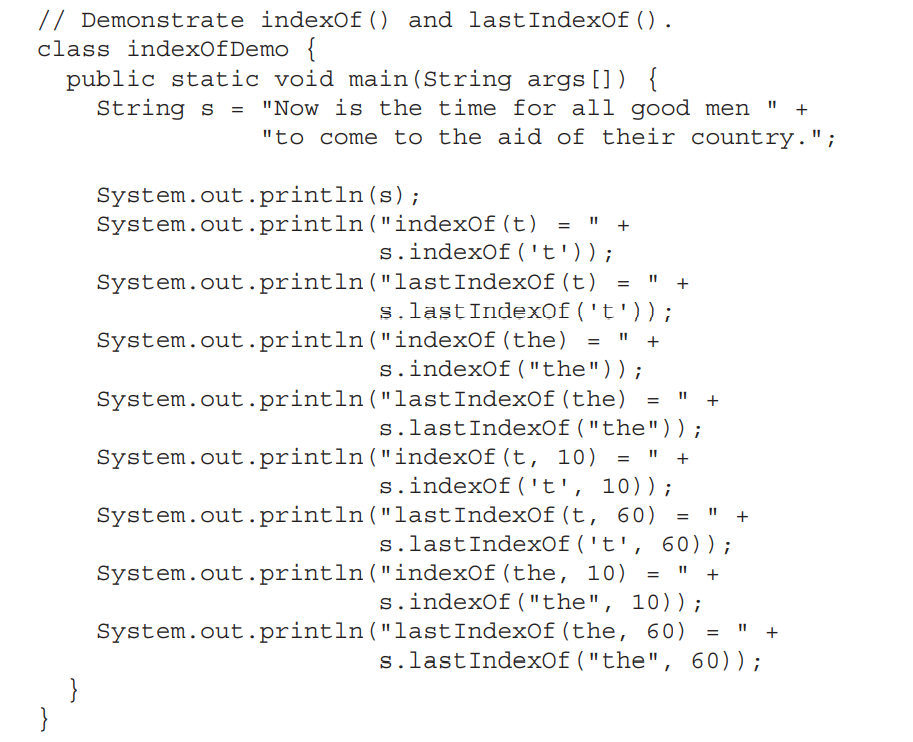 // Demonstrate indexOf() and lastIndexOf().
class indexOfDemo {
  public static void main(String args[]) {
    String s = "Now is the time for all good men " +
               "to come to the aid of their country.";

    System.out.println(s);
    System.out.println("indexOf(t) = " +
                       s.indexOf('t'));
    System.out.println("lastIndexOf(t) = " +
                       s.lastIndexOf('t'));
    System.out.println("indexOf(the) = " +
                       s.indexOf("the"));
    System.out.println("lastIndexOf(the) = " +
                       s.lastIndexOf("the"));
    System.out.println("indexOf(t, 10) = " +
                       s.indexOf('t', 10));
    System.out.println("lastIndexOf(t, 60) = " +
                       s.lastIndexOf('t', 60));
    System.out.println("indexOf(the, 10) = " +
                       s.indexOf("the", 10));
    System.out.println("lastIndexOf(the, 60) = " +
                       s.lastIndexOf("the", 60));
  }
}